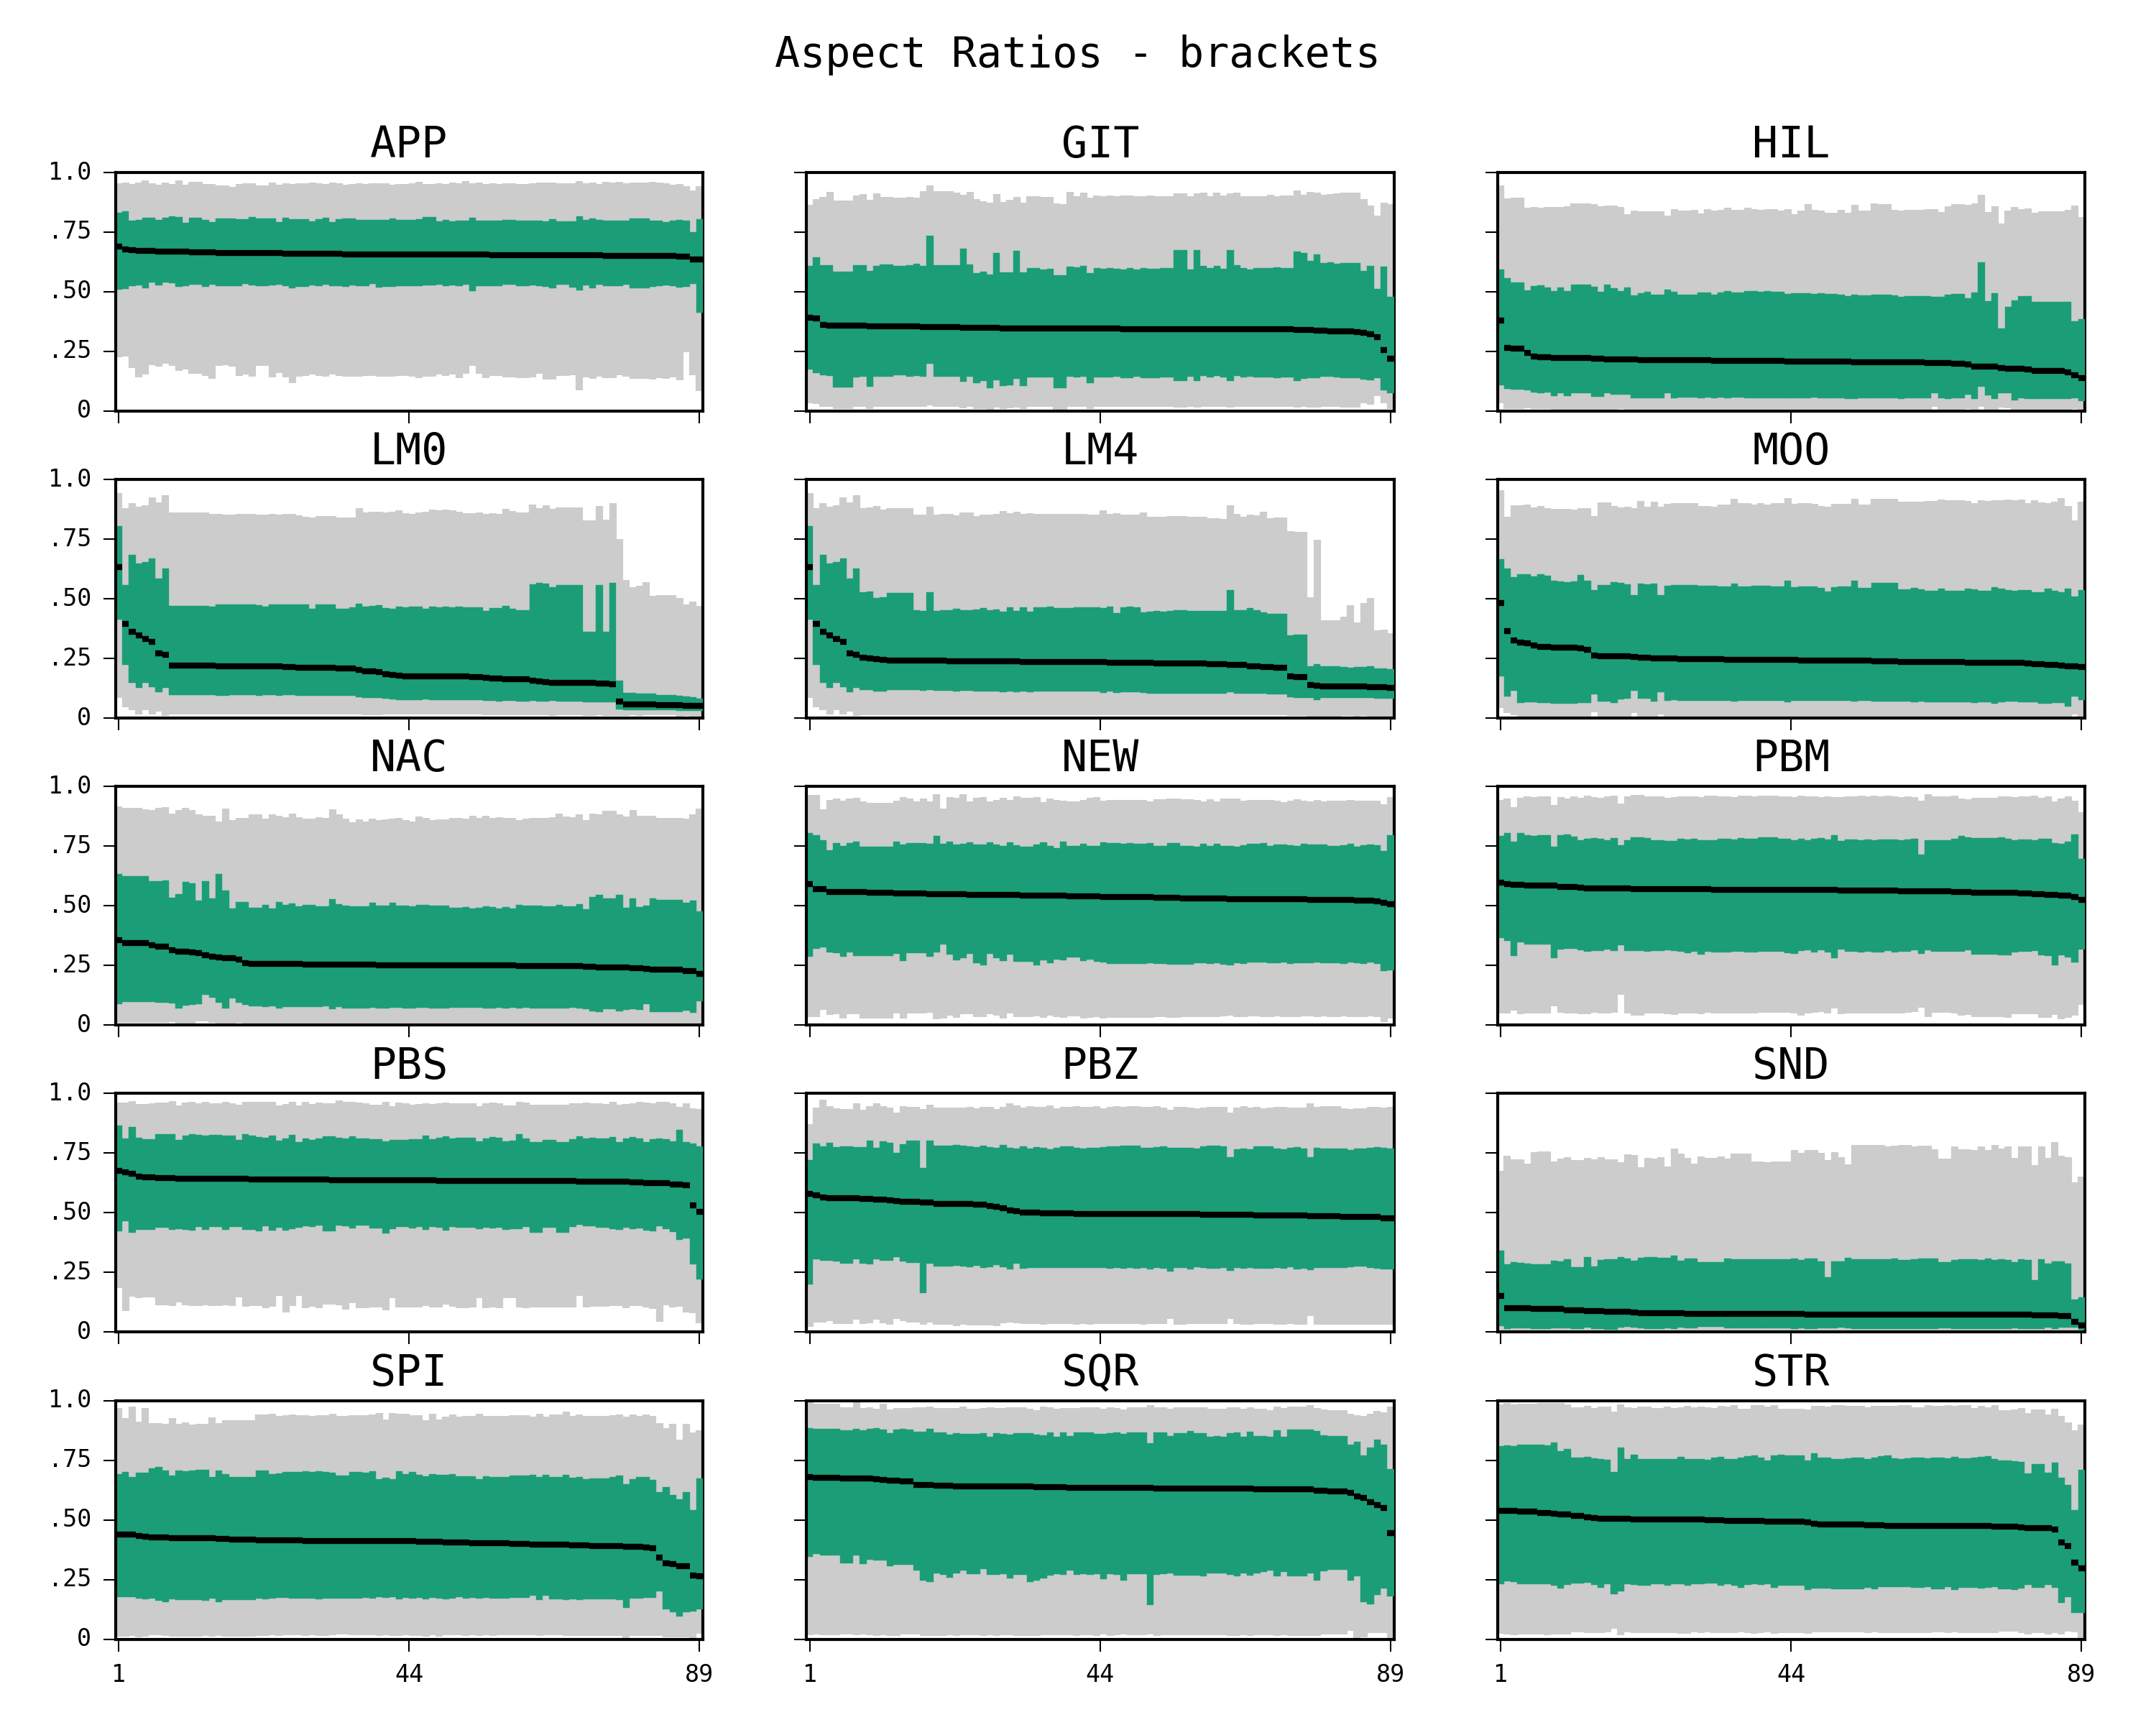 Aspect Ratios - brackets
APP
GIT
HIL
1.0
.75
.50
.25
0
LM0
LM4
MOO
1.0
.75
.50
.25
0
NAC
NEW
PBM
1.0
.75
.50
.25
0
PBS
PBZ
SND
1.0
.75
.50
.25
0
SPI
SQR
STR
1.0
.75
.50
.25
0
1 44 89
1 44 89
1 44 89